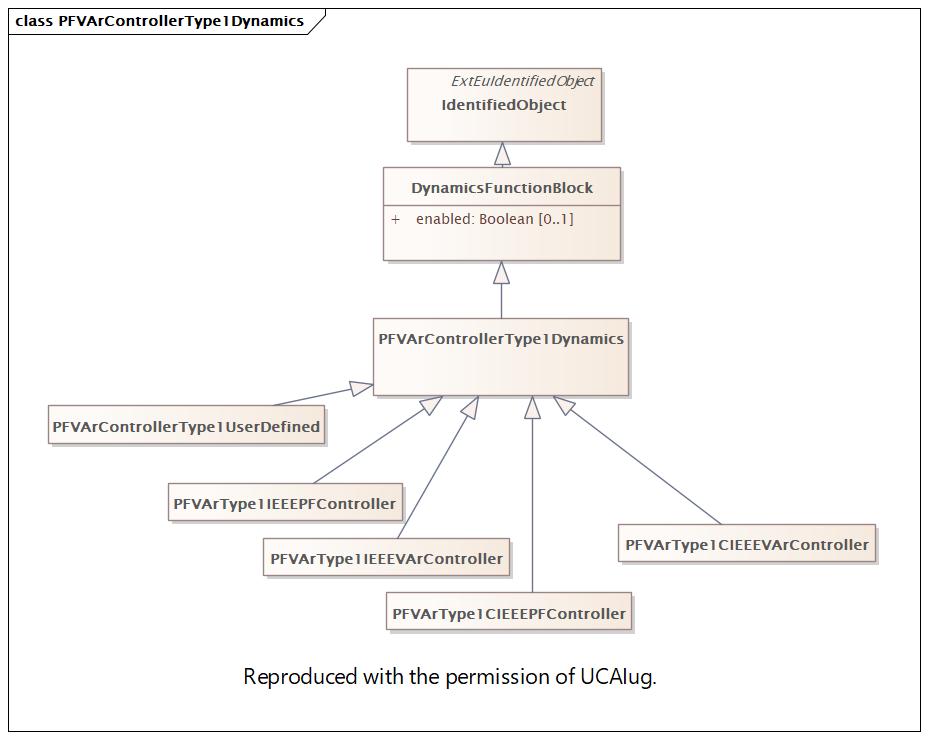 class PFVArControllerType1Dynamics
ExtEuIdentifiedObject
IdentifiedObject
DynamicsFunctionBlock
+ enabled: Boolean [0..1]
PFVArControllerType1Dynamics
PFVArControllerType1UserDefined
PFVArType1IEEEPFController
PFVArType1IEEEVArController
PFVArType1CIEEEVArController
PFVArType1CIEEEPFController
Reproduced with the permission of UCAIug.